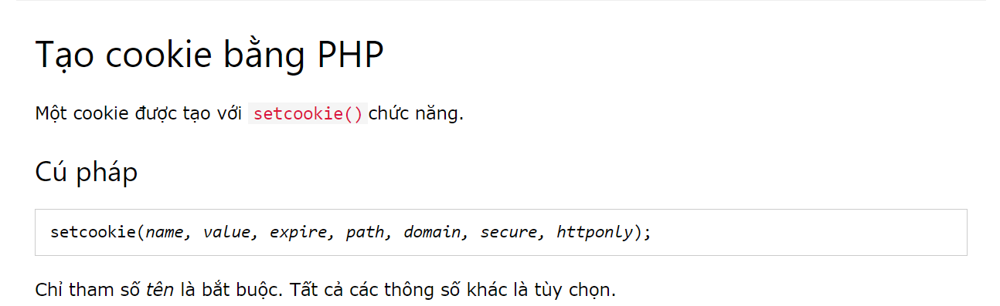 Tạo cookie bằng PHP
Một cookie được tạo với setcookie() chức năng.
Cú pháp
setcookie(name, value, expire, path, domain, secure, httponly);
Chỉ tham số tên là bắt buộc. Tất cả các thông số khác là tùy chọn.